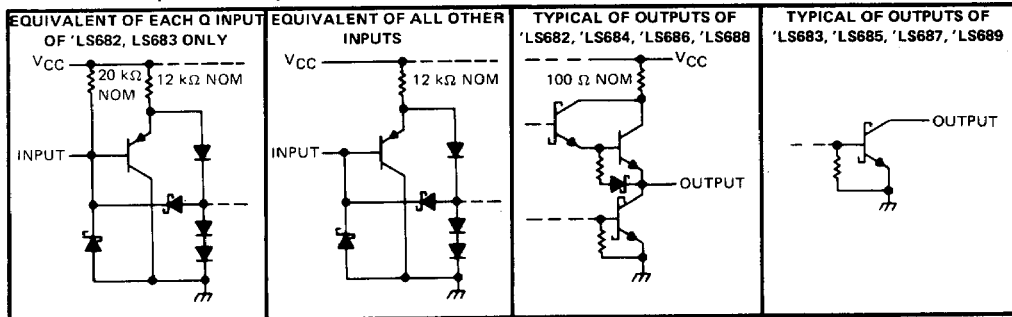 EQUIVALENT OF EACH Q INPUT
OF 'LS682, LS683 ONLY
VCC
20 kΩ
NOM
12 kΩ NOM
INPUT
EQUIVALENT OF ALL OTHER
INPUTS
VCC
12 kΩ NOM
INPUT
TYPICAL OF OUTPUTS OF
'LS682, 'LS684, 'LS686, 'LS688
VCC
100 Ω NOM
OUTPUT
TYPICAL OF OUTPUTS OF
'LS683, 'LS685, 'LS687, 'LS689
OUTPUT